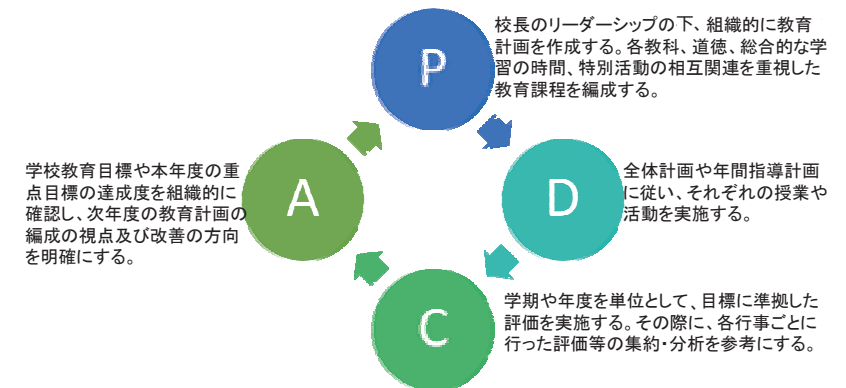 P
校長のリーダーシップの下、組織的に教育
計画を作成する。各教科、道徳、総合的な学
習の時間、特別活動の相互関連を重視した
教育課程を編成する。
D
全体計画や年間指導計画
に従い、それぞれの授業や
活動を実施する。
C
学期や年度を単位として、目標に準拠した
評価を実施する。その際に、各行事ごとに
行った評価等の集約・分析を参考にする。
A
学校教育目標や本年度の重
点目標の達成度を組織的に
確認し、次年度の教育計画の
編成の視点及び改善の方向
を明確にする。